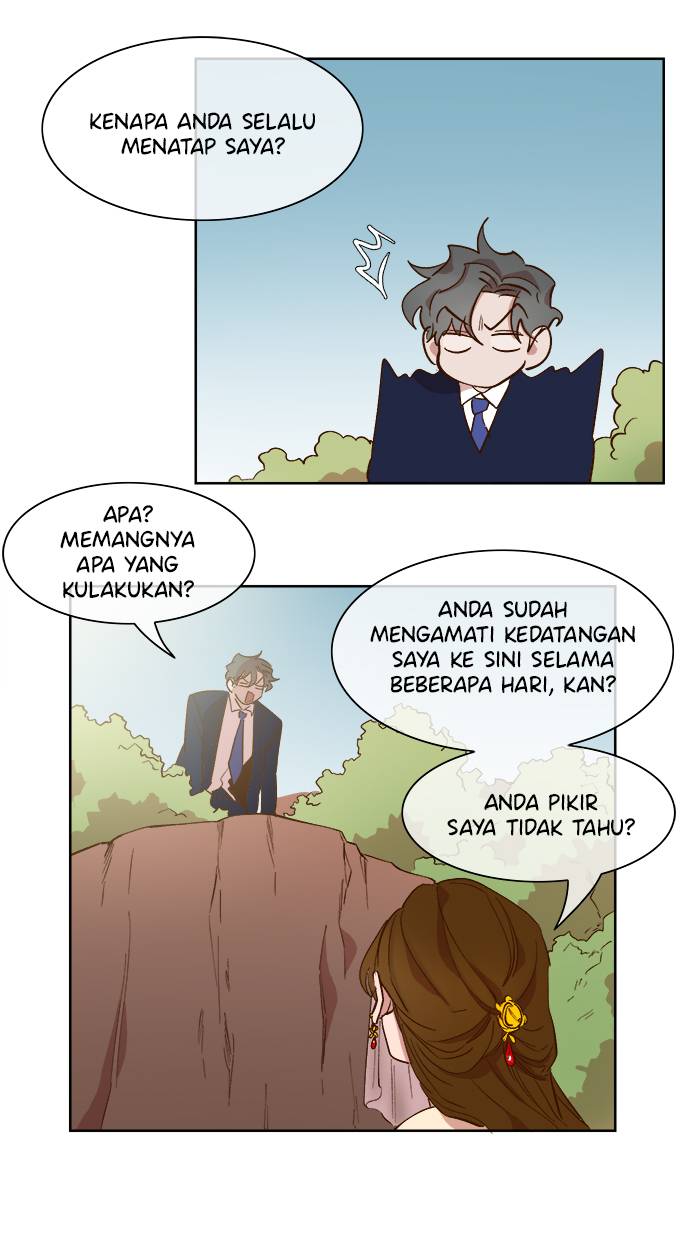 KENAPA ANDA SELALU
MENATAP SAYA?
APA?
MEMANGNYA
APA YANG
KULAKUKAN?
ANDA SUDAH
MENGAMATI KEDATANGAN
SAYA KE SINI SELAMA
BEBERAPA HARI, KAN?
ANDA PIKIR
SAYA TIDAK TAHU?